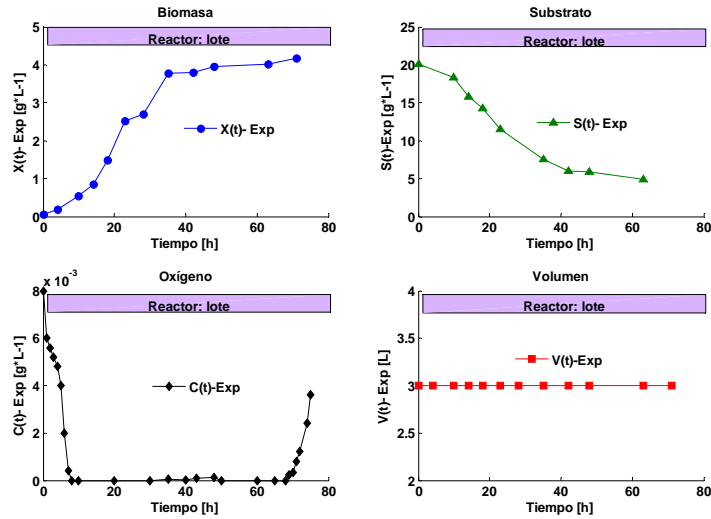 Biomasa
5
4
3
2
1
0
0
20
40
60
80
X(t)- Exp [g*L-1]
Tiempo [h]
Reactor: lote
X(t)- Exp
Substrato
25
20
15
10
5
0
0
20
40
60
80
S(t)-Exp [g*L-1]
Tiempo [h]
Reactor: lote
S(t)- Exp
Oxígeno
x 10-3
8
6
4
2
0
0
20
40
60
80
C(t)- Exp [g*L-1]
Tiempo [h]
Reactor: lote
C(t)-Exp
Volumen
4
3.5
3
2.5
2
0
20
40
60
80
V(t)- Exp [L]
Tiempo [h]
Reactor: lote
V(t)-Exp